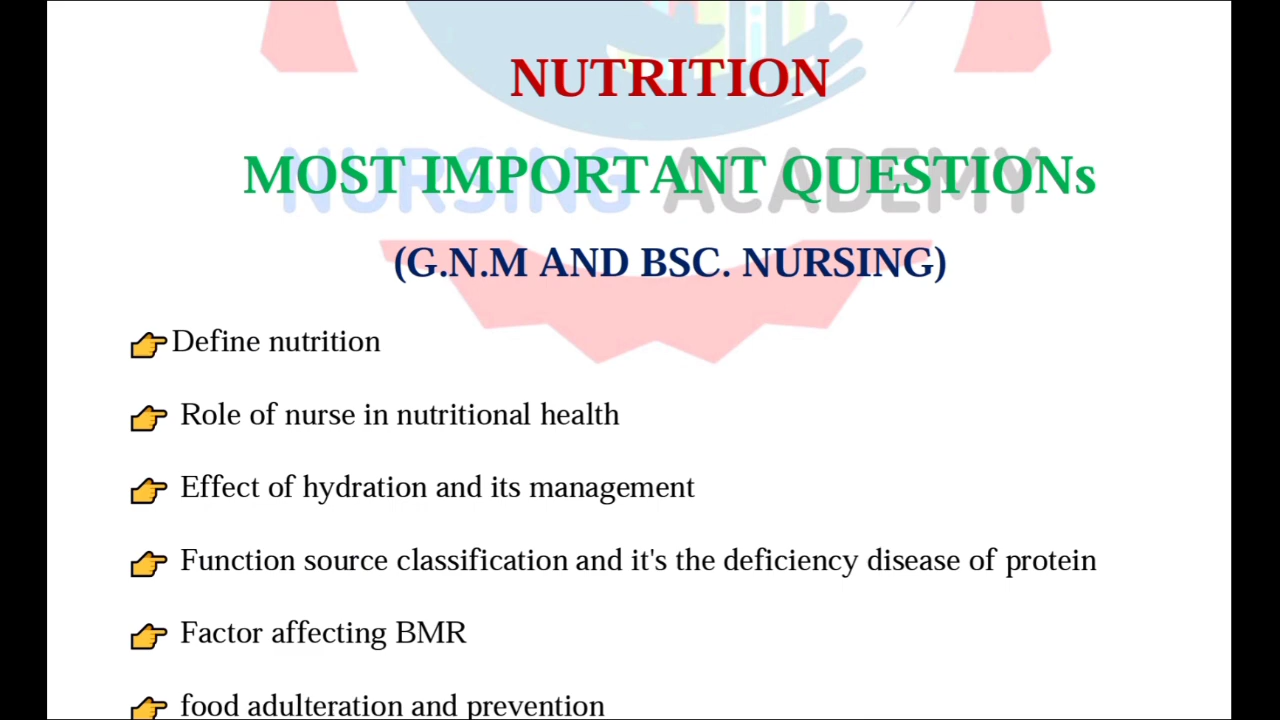 NUTRITION
MOST IMPORTANT QUESTIONs
NURSING ACADEMY
(G.N.M AND BSC. NURSING)
Define nutrition
Role of nurse in nutritional health
Effect of hydration and its management
Function source classification and it's the deficiency disease of protein
Factor affecting BMR
food adulteration and prevention